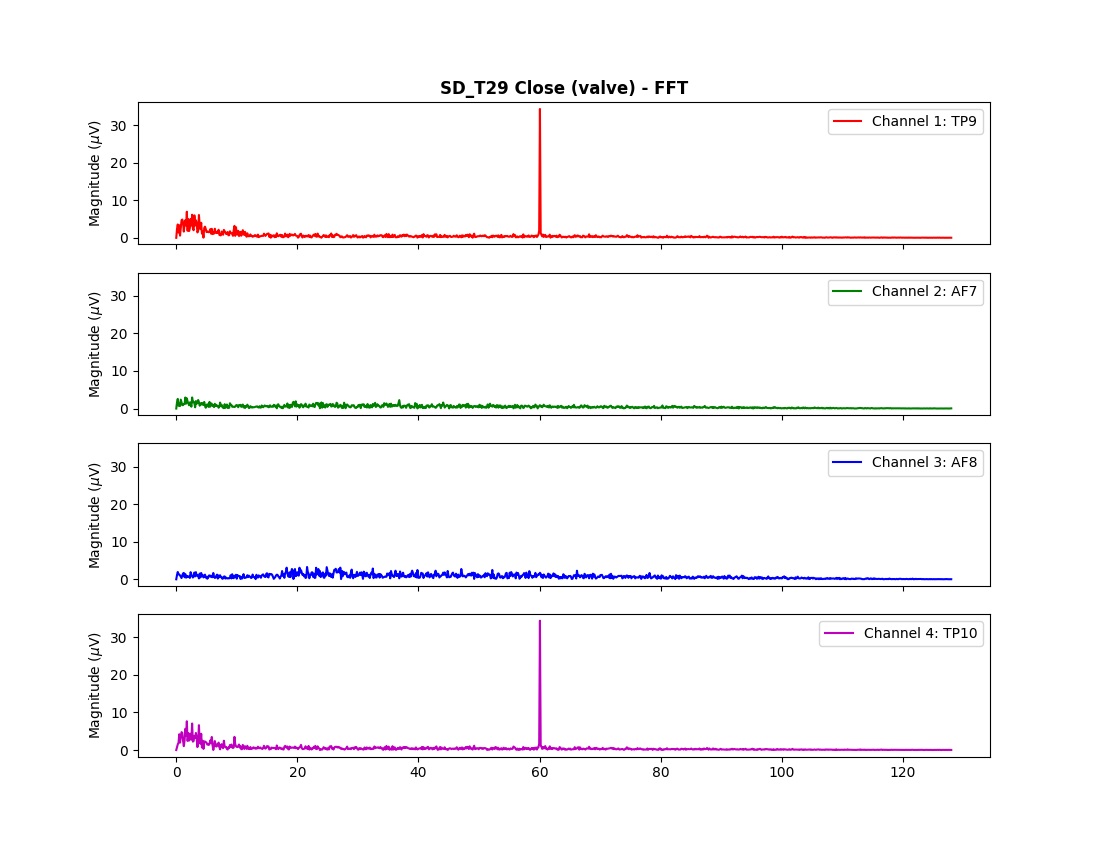 SD_T29 Close (valve) - FFT
Magnitude (μV)
30
20
10
0
Channel 1: TP9
Magnitude (μV)
30
20
10
0
Channel 2: AF7
Magnitude (μV)
30
20
10
0
Channel 3: AF8
Magnitude (μV)
30
20
10
0
Channel 4: TP10
0 20 40 60 80 100 120